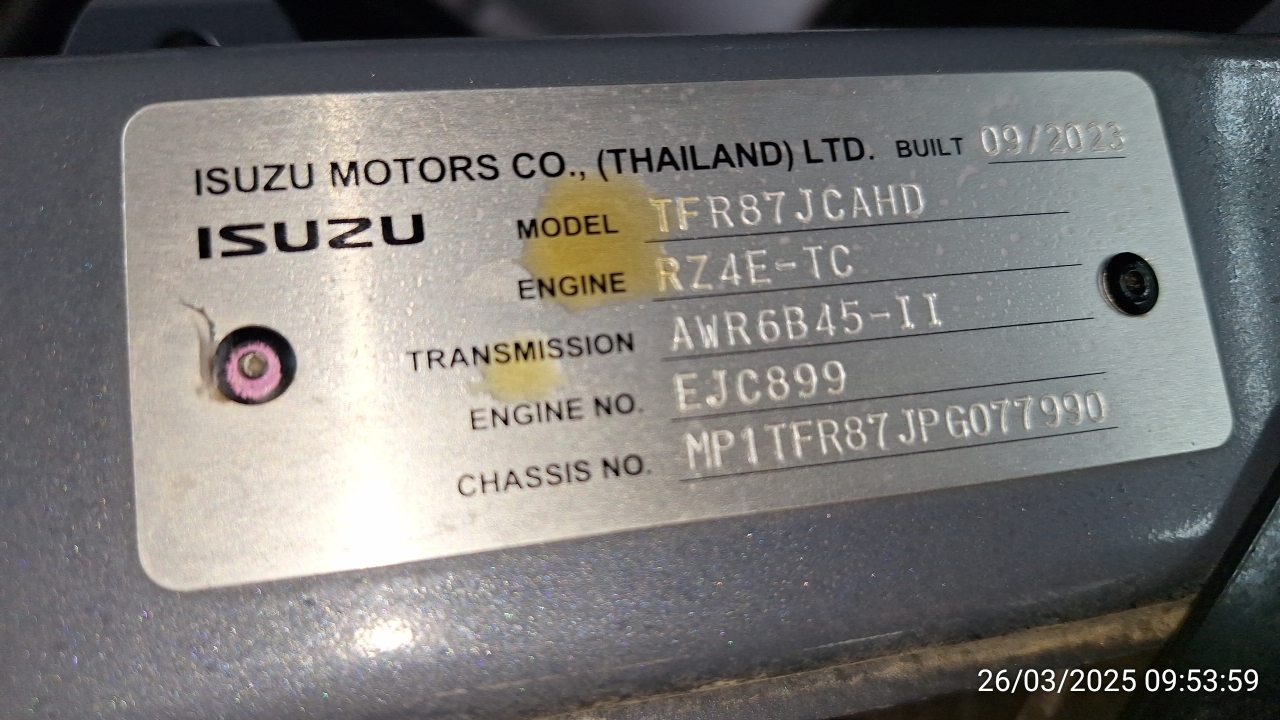 ISUZU MOTORS CO., (THAILAND) LTD. BUILT 09/2023
ISUZU
MODEL TFR87JCAHD
ENGINE RZ4E-TC
TRANSMISSION AWR6B45-II
ENGINE NO. EJC899
CHASSIS NO. MP1TFR87JPG077990
26/03/2025 09:53:59